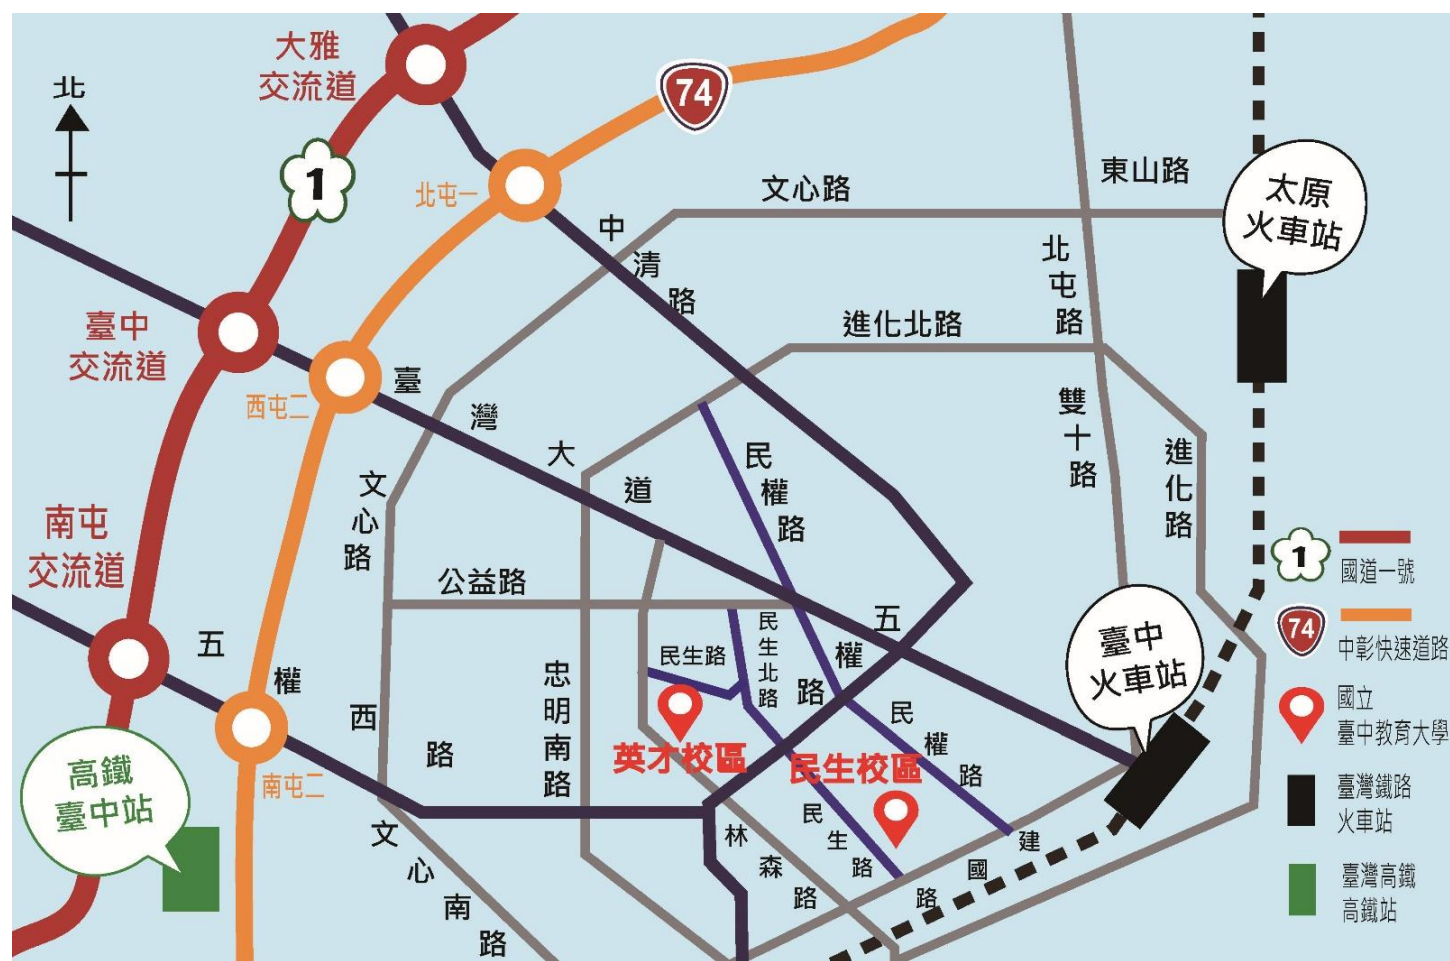 大雅
交流道
北
74
1
北屯一
文心路
東山路
太原
火車站
中清路
北屯路
臺中
交流道
西屯二
進化北路
臺灣大道
雙十路
進化路
民權路
文心路
南屯
交流道
公益路
五權
五權路
民生路
民生北路
臺中
火車站
忠明南路
西
路
英才校區
民生校區
民權路
南屯二
高鐵
臺中站
文心南路
林森路
民生路
建國路
1
國道一號
74
中彰快速道路
國立
臺中教育大學
臺灣鐵路
火車站
臺灣高鐵
高鐵站